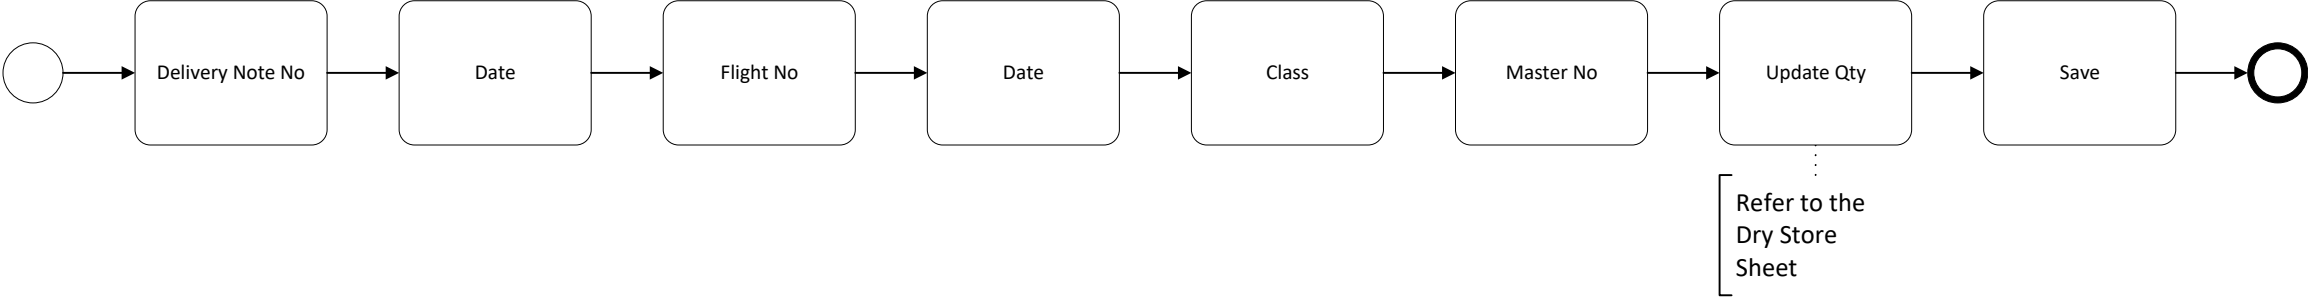 Delivery Note No
Date
Flight No
Date
Class
Master No
Update Qty
Save
Refer to the
Dry Store
Sheet